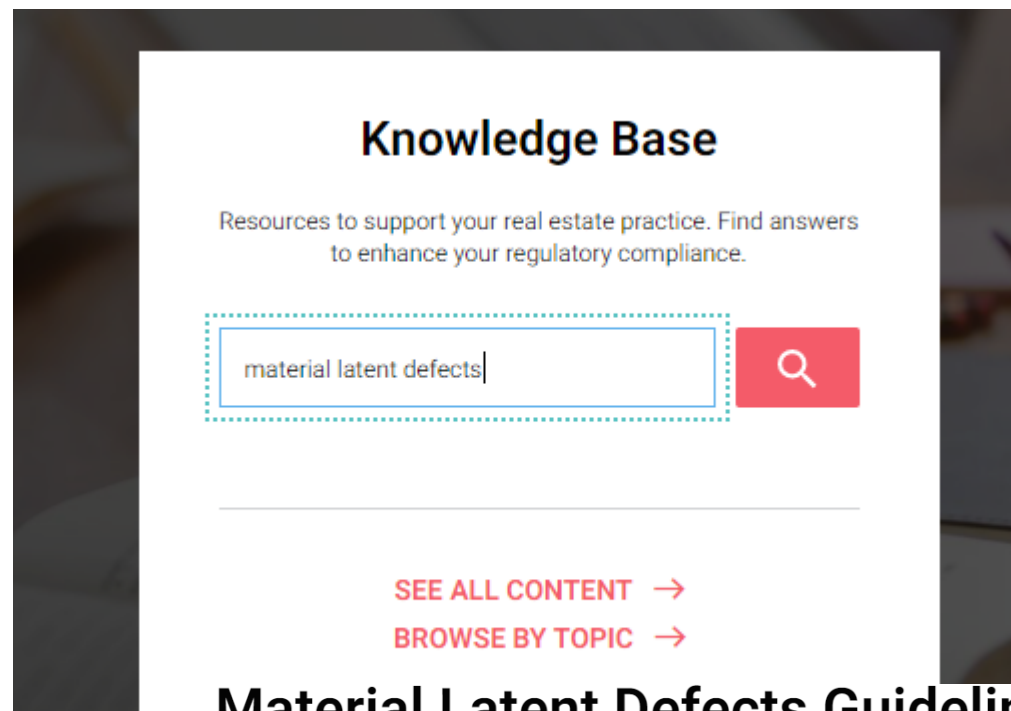 Knowledge Base
Resources to support your real estate practice. Find answers
to enhance your regulatory compliance.
material latent defects
SEE ALL CONTENT →
BROWSE BY TOPIC →
Material Latent Defects